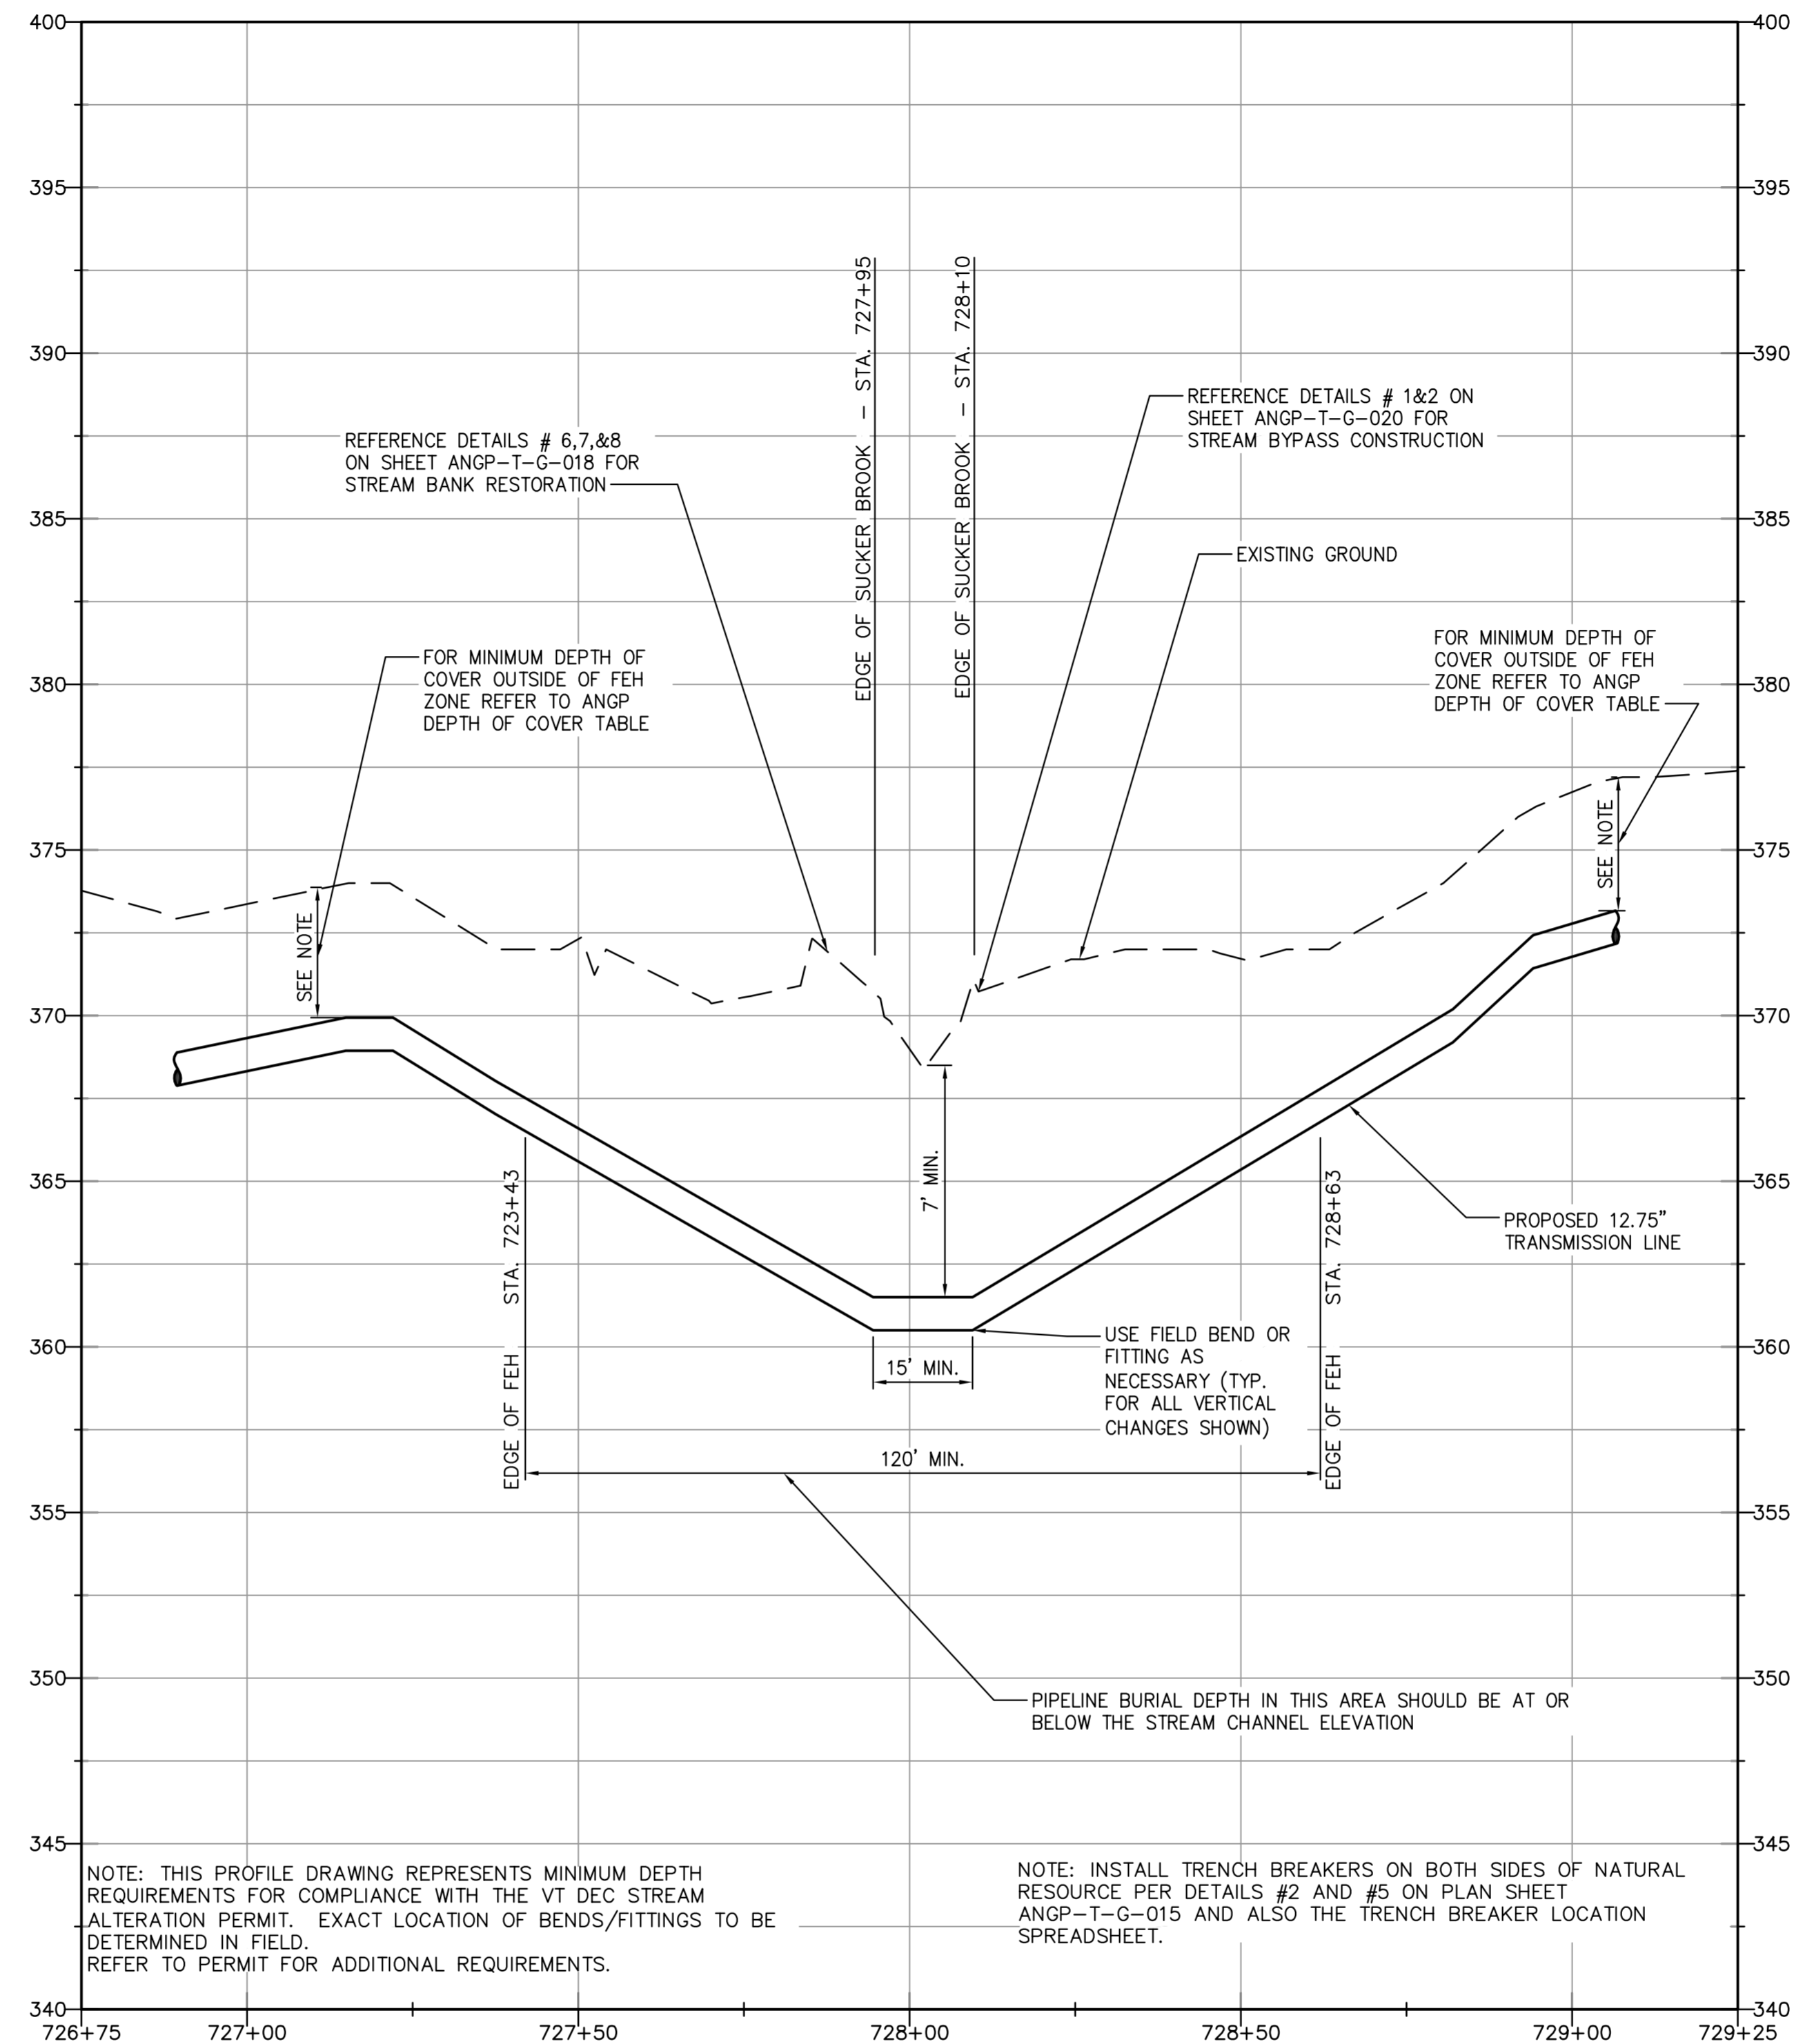 400
400
395
395
390
390
385
385
380
380
375
375
370
370
365
365
360
360
355
355
350
350
345
345
340
340
726+75
727+00
727+50
728+00
728+50
729+00
729+25
EDGE OF SUCKER BROOK - STA. 727+95
EDGE OF SUCKER BROOK - STA. 728+10
REFERENCE DETAILS # 1&2 ON
SHEET ANGP-T-G-020 FOR
STREAM BYPASS CONSTRUCTION
REFERENCE DETAILS # 6,7,&8
ON SHEET ANGP-T-G-018 FOR
STREAM BANK RESTORATION
EXISTING GROUND
FOR MINIMUM DEPTH OF
COVER OUTSIDE OF FEH
ZONE REFER TO ANGP
DEPTH OF COVER TABLE
FOR MINIMUM DEPTH OF
COVER OUTSIDE OF FEH
ZONE REFER TO ANGP
DEPTH OF COVER TABLE
SEE NOTE
SEE NOTE
7' MIN.
EDGE OF FEH STA. 723+43
EDGE OF FEH STA. 728+63
PROPOSED 12.75"
TRANSMISSION LINE
USE FIELD BEND OR
FITTING AS
NECESSARY (TYP.
FOR ALL VERTICAL
CHANGES SHOWN)
15' MIN.
120' MIN.
PIPELINE BURIAL DEPTH IN THIS AREA SHOULD BE AT OR
BELOW THE STREAM CHANNEL ELEVATION
NOTE: THIS PROFILE DRAWING REPRESENTS MINIMUM DEPTH
REQUIREMENTS FOR COMPLIANCE WITH THE VT DEC STREAM
ALTERATION PERMIT. EXACT LOCATION OF BENDS/FITTINGS TO BE
DETERMINED IN FIELD.
REFER TO PERMIT FOR ADDITIONAL REQUIREMENTS.
NOTE: INSTALL TRENCH BREAKERS ON BOTH SIDES OF NATURAL
RESOURCE PER DETAILS #2 AND #5 ON PLAN SHEET
ANGP-T-G-015 AND ALSO THE TRENCH BREAKER LOCATION
SPREADSHEET.